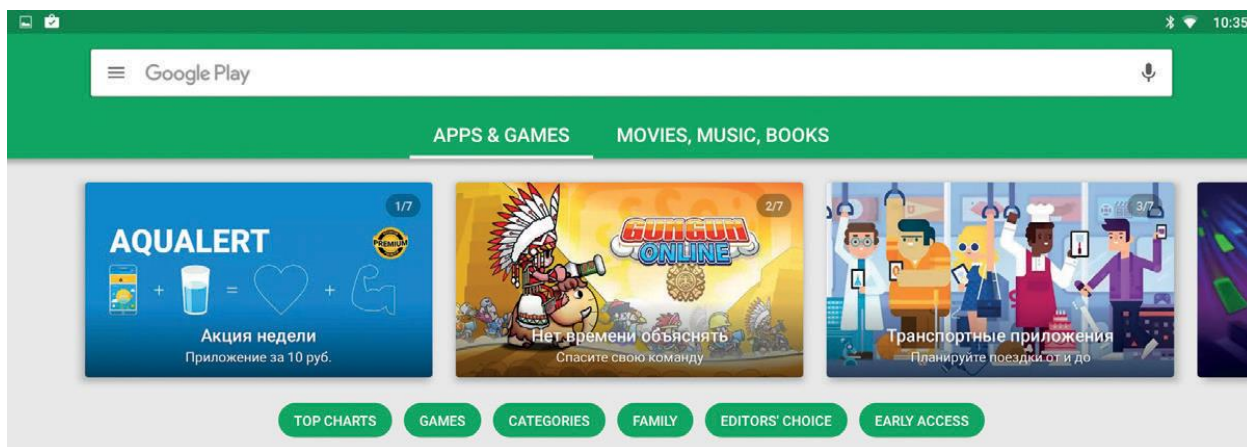 10:35
Google Play
APPS & GAMES MOVIES, MUSIC, BOOKS
1/7
AQUALERT
PREMIUM
+ = +
Акция недели
Приложение за 10 руб.
2/7
GUNGUN
ONLINE
Нет времени объяснять
Спасите свою команду
3/7
Транспортные приложения
Планируйте поездки от и до
TOP CHARTS GAMES CATEGORIES FAMILY EDITORS' CHOICE EARLY ACCESS